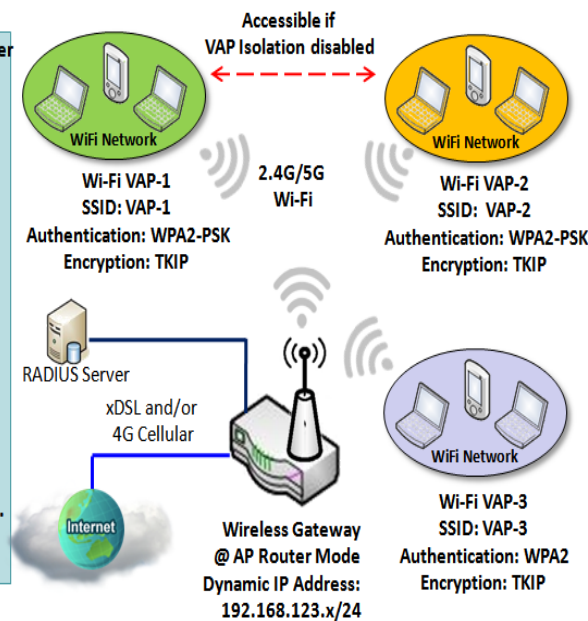 Accessible if
VAP Isolation disabled
er
WiFi Network
WiFi Network
Wi-Fi VAP-1
SSID: VAP-1
Authentication: WPA2-PSK
Encryption: TKIP
2.4G/5G
Wi-Fi
Wi-Fi VAP-2
SSID: VAP-2
Authentication: WPA2-PSK
Encryption: TKIP
RADIUS Server
xDSL and/or
4G Cellular
Internet
.
Wireless Gateway
@ AP Router Mode
Dynamic IP Address:
192.168.123.x/24
WiFi Network
Wi-Fi VAP-3
SSID: VAP-3
Authentication: WPA2
Encryption: TKIP